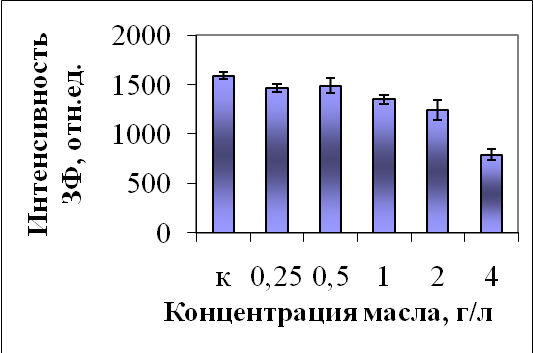 Интенсивность
ЗФ, отн.ед.
2000
1500
1000
500
0
к 0,25 0,5 1 2 4
Концентрация масла, г/л